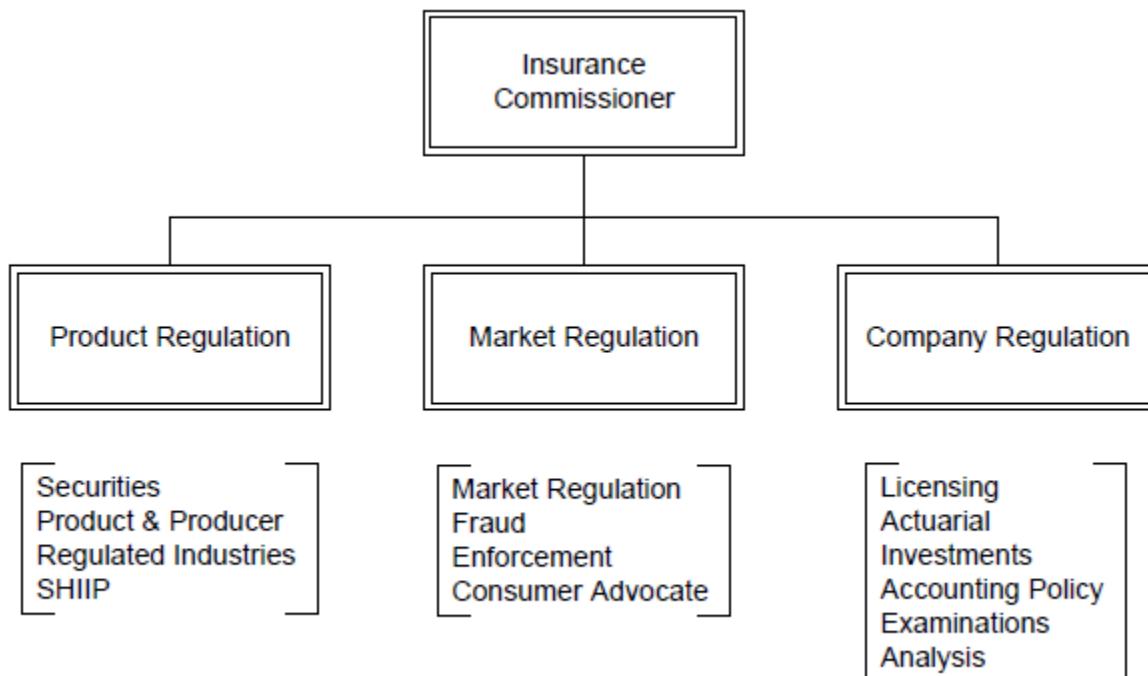 Insurance
Commissioner
Product Regulation
Market Regulation
Company Regulation
Securities
Product & Producer
Regulated Industries
SHIIP
Market Regulation
Fraud
Enforcement
Consumer Advocate
Licensing
Actuarial
Investments
Accounting Policy
Examinations
Analysis